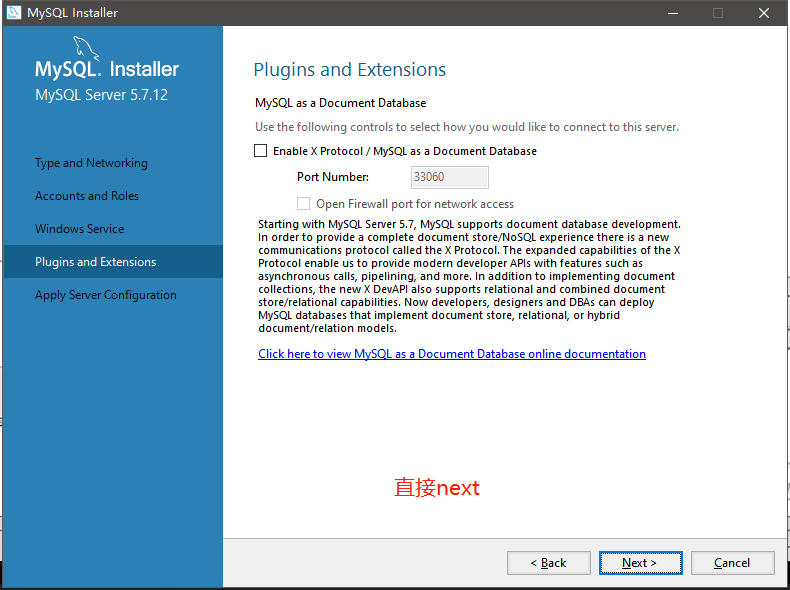 MySQL Installer
MySQL. Installer
MySQL Server 5.7.12
Type and Networking
Accounts and Roles
Windows Service
Plugins and Extensions
Apply Server Configuration
Plugins and Extensions
MySQL as a Document Database
Use the following controls to select how you would like to connect to this server.
Enable X Protocol / MySQL as a Document Database
Port Number: 33060
Open Firewall port for network access
Starting with MySQL Server 5.7, MySQL supports document database development.
In order to provide a complete document store/NoSQL experience there is a new
communications protocol called the X Protocol. The expanded capabilities of the X
Protocol enable us to provide modern developer APIs with features such as
asynchronous calls, pipelining, and more. In addition to implementing document
collections, the new X DevAPI also supports relational and combined document
store/relational capabilities. Now developers, designers and DBAs can deploy
MySQL databases that implement document store, relational, or hybrid
document/relation models.
Click here to view MySQL as a Document Database online documentation
直接next
< Back
Next >
Cancel